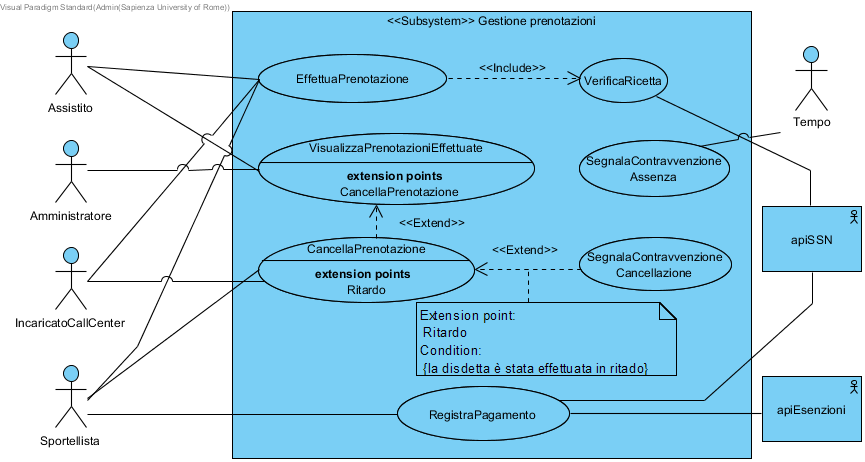 Visual Paradigm Standard(Admin(Sapienza University of Rome))
<<Subsystem>> Gestione prenotazioni
Assistito
EffettuaPrenotazione
<<Include>>
VerificaRicetta
Tempo
Amministratore
VisualizzaPrenotazioniEffettuate
extension points
CancellaPrenotazione
SegnalaContravvenzione
Assenza
<<Extend>>
apiSSN
IncaricatoCallCenter
CancellaPrenotazione
extension points
Ritardo
<<Extend>>
SegnalaContravvenzione
Cancellazione
Extension point:
Ritardo
Condition:
{la disdetta è stata effettuata in ritado}
Sportellista
RegistraPagamento
apiEsenzioni